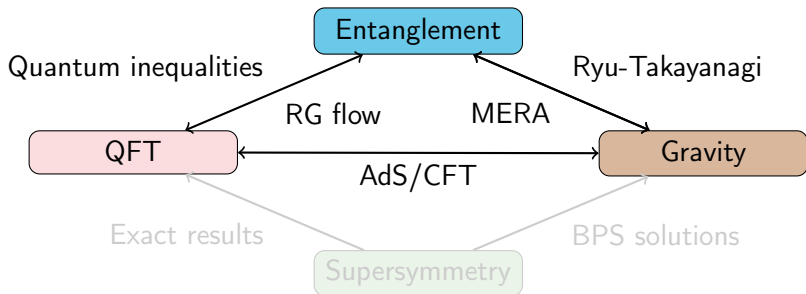 Entanglement
Quantum inequalities
Ryu-Takayanagi
RG flow
MERA
QFT
Gravity
AdS/CFT
Exact results
BPS solutions
Supersymmetry